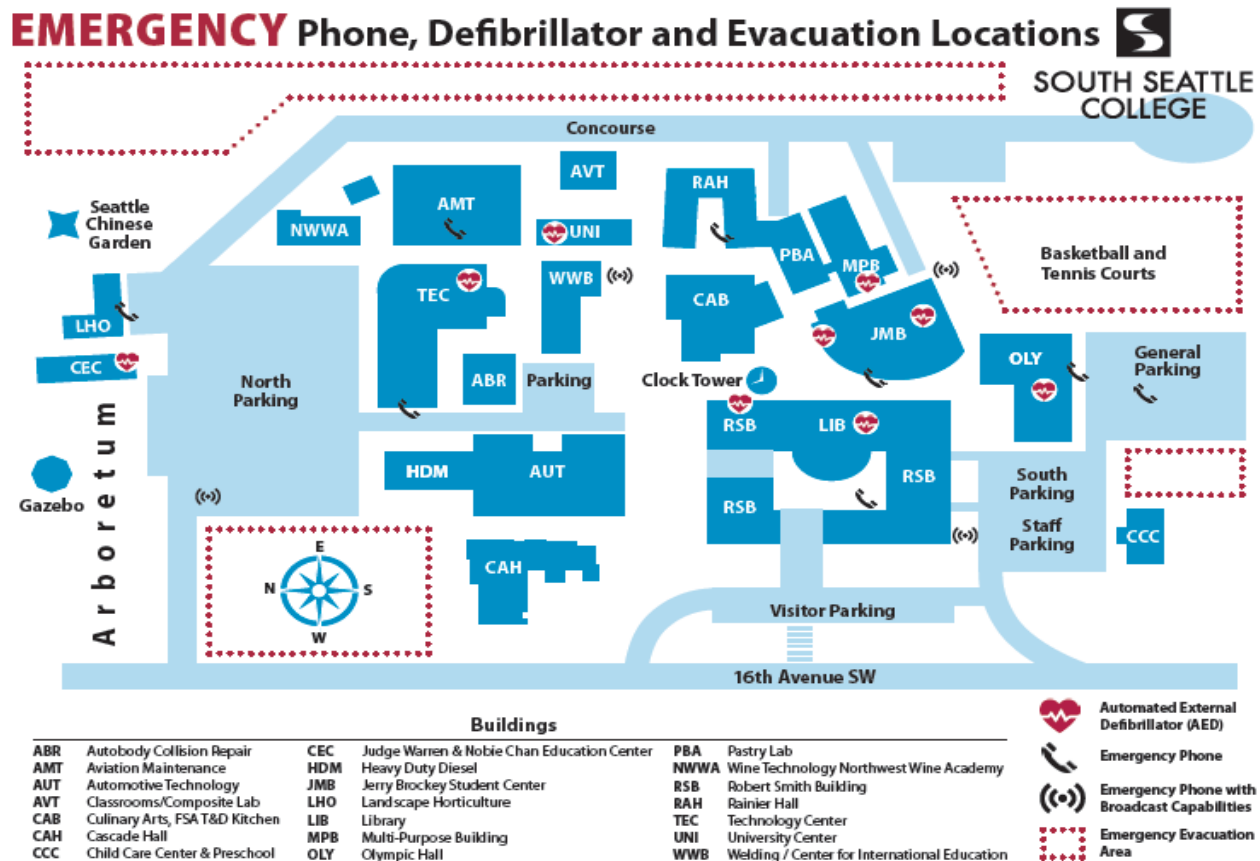 EMERGENCY Phone, Defibrillator and Evacuation Locations
SOUTH SEATTLE
COLLEGE
Concourse
AVT
RAH
AMT
Seattle
Chinese
Garden
NWWA
UNI
PBA
MPB
Basketball and
Tennis Courts
TEC
WWB
CAB
LHO
JMB
CEC
OLY
General
Parking
North
Parking
ABR
Parking
Clock Tower
RSB
LIB
HDM
AUT
RSB
South
Parking
Gazebo
Arboretum
RSB
Staff
Parking
CCC
E
N
S
W
CAH
Visitor Parking
16th Avenue SW
Buildings
ABR Autobody Collision Repair
AMT Aviation Maintenance
AUT Automotive Technology
AVT Classrooms/Composite Lab
CAB Culinary Arts, FSA T&D Kitchen
CAH Cascade Hall
CCC Child Care Center & Preschool
CEC Judge Warren & Nobie Chan Education Center
HDM Heavy Duty Diesel
JMB Jerry Brockey Student Center
LHO Landscape Horticulture
LIB Library
MPB Multi-Purpose Building
OLY Olympic Hall
PBA Pastry Lab
NWWA Wine Technology Northwest Wine Academy
RSB Robert Smith Building
RAH Rainier Hall
TEC Technology Center
UNI University Center
WWB Welding / Center for International Education
Automated External
Defibrillator (AED)
Emergency Phone
Emergency Phone with
Broadcast Capabilities
Emergency Evacuation
Area